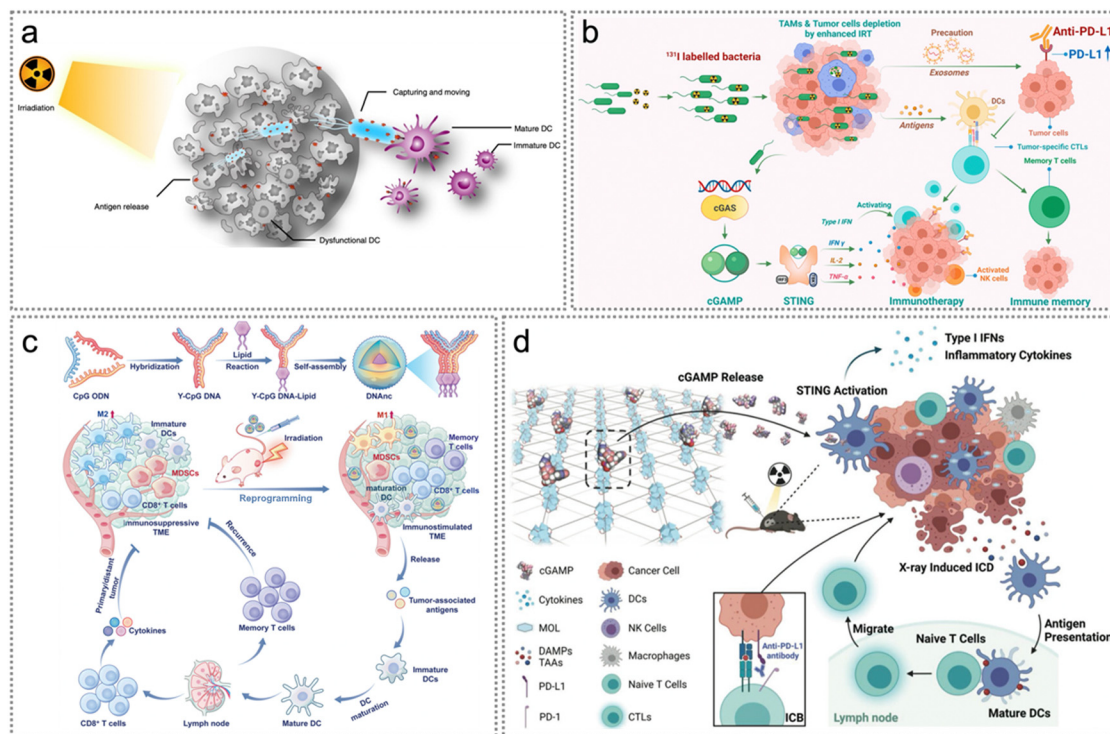 a
Irradiation
Capturing and moving
Mature DC
Immature DC
Antigen release
Dysfunctional DC
b
TAMs & Tumor cells depletion
by enhanced IRT
131I labelled bacteria
Precaution
Exosomes
Anti-PD-L1
PD-L1
DCs
Antigens
Tumor cells
Tumor-specific CTLs
Memory T cells
cGAS
Activating
Type I IFN
IFN γ
IL-2
TNF-α
Activated
NK cells
cGAMP
STING
Immunotherapy
Immune memory
c
CpG ODN
Hybridization
Y-CpG DNA
Lipid
Reaction
Y-CpG DNA-Lipid
Self-assembly
DNAnc
M2
Immature
DCs
MDSCs
CD8+ T cells
immunosuppressive
TME
Irradiation
Reprogramming
M1
Memory
T cells
MDSCs
maturation
DC
CD8+ T cells
Immunostimulated
TME
Release
Tumor-associated
antigens
Immature
DCs
DC
maturation
Mature DC
Lymph node
CD8+ T cells
Cytokines
Primary/distant
tumor
Memory T cells
Recurrence
d
cGAMP Release
STING Activation
Type I IFNs
Inflammatory Cytokines
X-ray Induced ICD
Antigen
Presentation
Mature DCs
Naive T Cells
Lymph node
Migrate
cGAMP
Cytokines
MOL
DAMPs
TAAs
PD-L1
PD-1
Cancer Cell
DCs
NK Cells
Macrophages
Naive T Cells
CTLs
Anti-PD-L1
antibody
ICB